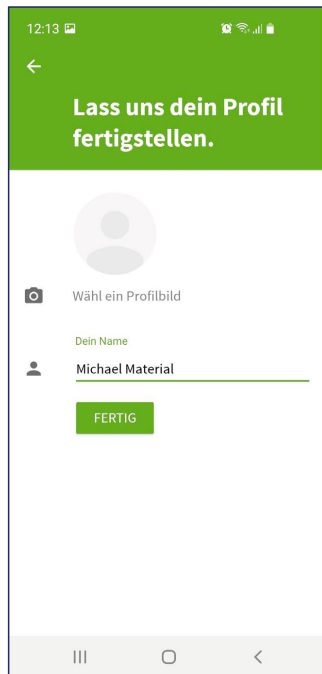 12:13
Lass uns dein Profil
fertigstellen.
Wähl ein Profilbild
Dein Name
Michael Material
FERTIG